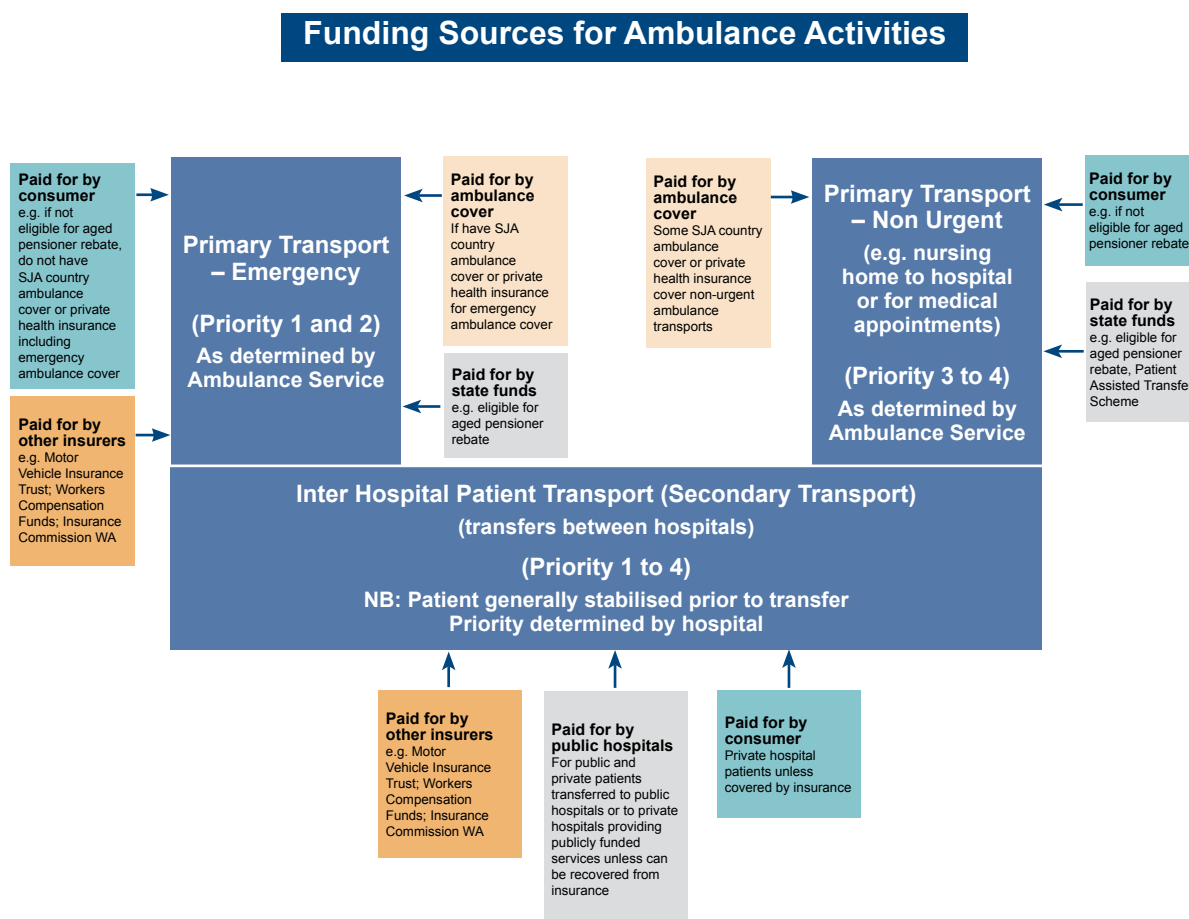 Funding Sources for Ambulance Activities
Paid for by
consumer
e.g. if not
eligible for aged
pensioner rebate,
do not have
SJA country
ambulance
cover or private
health insurance
including
emergency
ambulance cover
Paid for by
other insurers
e.g. Motor
Vehicle Insurance
Trust; Workers
Compensation
Funds; Insurance
Commission WA
Primary Transport
– Emergency
(Priority 1 and 2)
As determined by
Ambulance Service
Paid for by
ambulance
cover
If have SJA
country
ambulance
cover or private
health insurance
for emergency
ambulance cover
Paid for by
state funds
e.g. eligible for
aged pensioner
rebate
Paid for by
ambulance
cover
Some SJA country
ambulance
cover or private
health insurance
cover non-urgent
ambulance
transports
Primary Transport
– Non Urgent
(e.g. nursing
home to hospital
or for medical
appointments)
(Priority 3 to 4)
As determined by
Ambulance Service
Paid for by
consumer
e.g. if not
eligible for aged
pensioner rebate
Paid for by
state funds
e.g. eligible for
aged pensioner
rebate, Patient
Assisted Transfe
Scheme
Inter Hospital Patient Transport (Secondary Transport)
(transfers between hospitals)
(Priority 1 to 4)
NB: Patient generally stabilised prior to transfer
Priority determined by hospital
Paid for by
other insurers
e.g. Motor
Vehicle Insurance
Trust; Workers
Compensation
Funds; Insurance
Commission WA
Paid for by
public hospitals
For public and
private patients
transferred to public
hospitals or to private
hospitals providing
publicly funded
services unless can
be recovered from
insurance
Paid for by
consumer
Private hospital
patients unless
covered by insurance